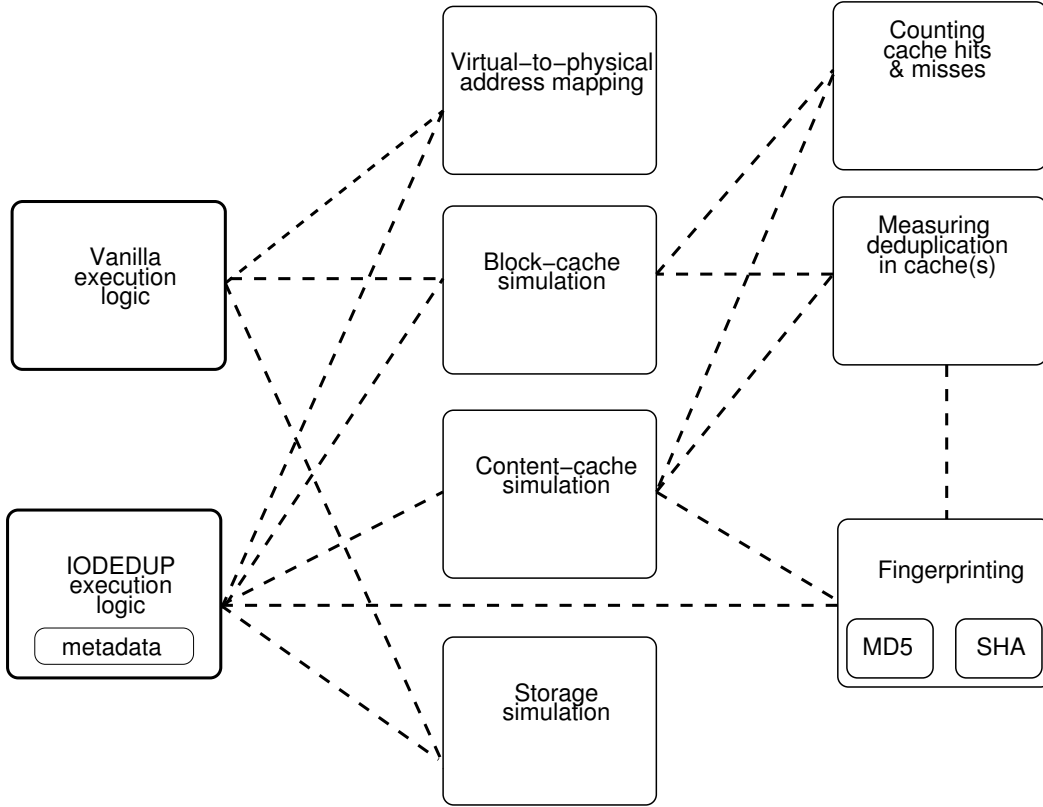 Virtual−to−physical
address mapping
Counting
cache hits
& misses
Vanilla
execution
logic
Block−cache
simulation
Measuring
deduplication
in cache(s)
Content−cache
simulation
IODEDUP
execution
logic
metadata
Fingerprinting
MD5
SHA
Storage
simulation